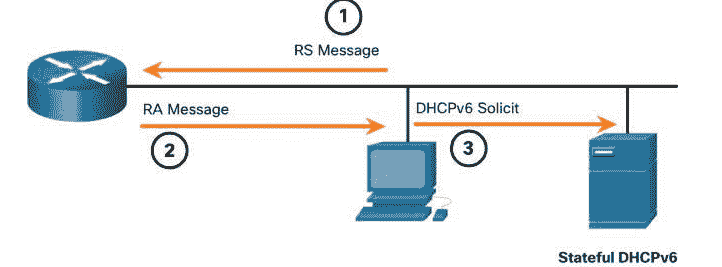 1
RS Message
RA Message
2
DHCPv6 Solicit
3
Stateful DHCPv6